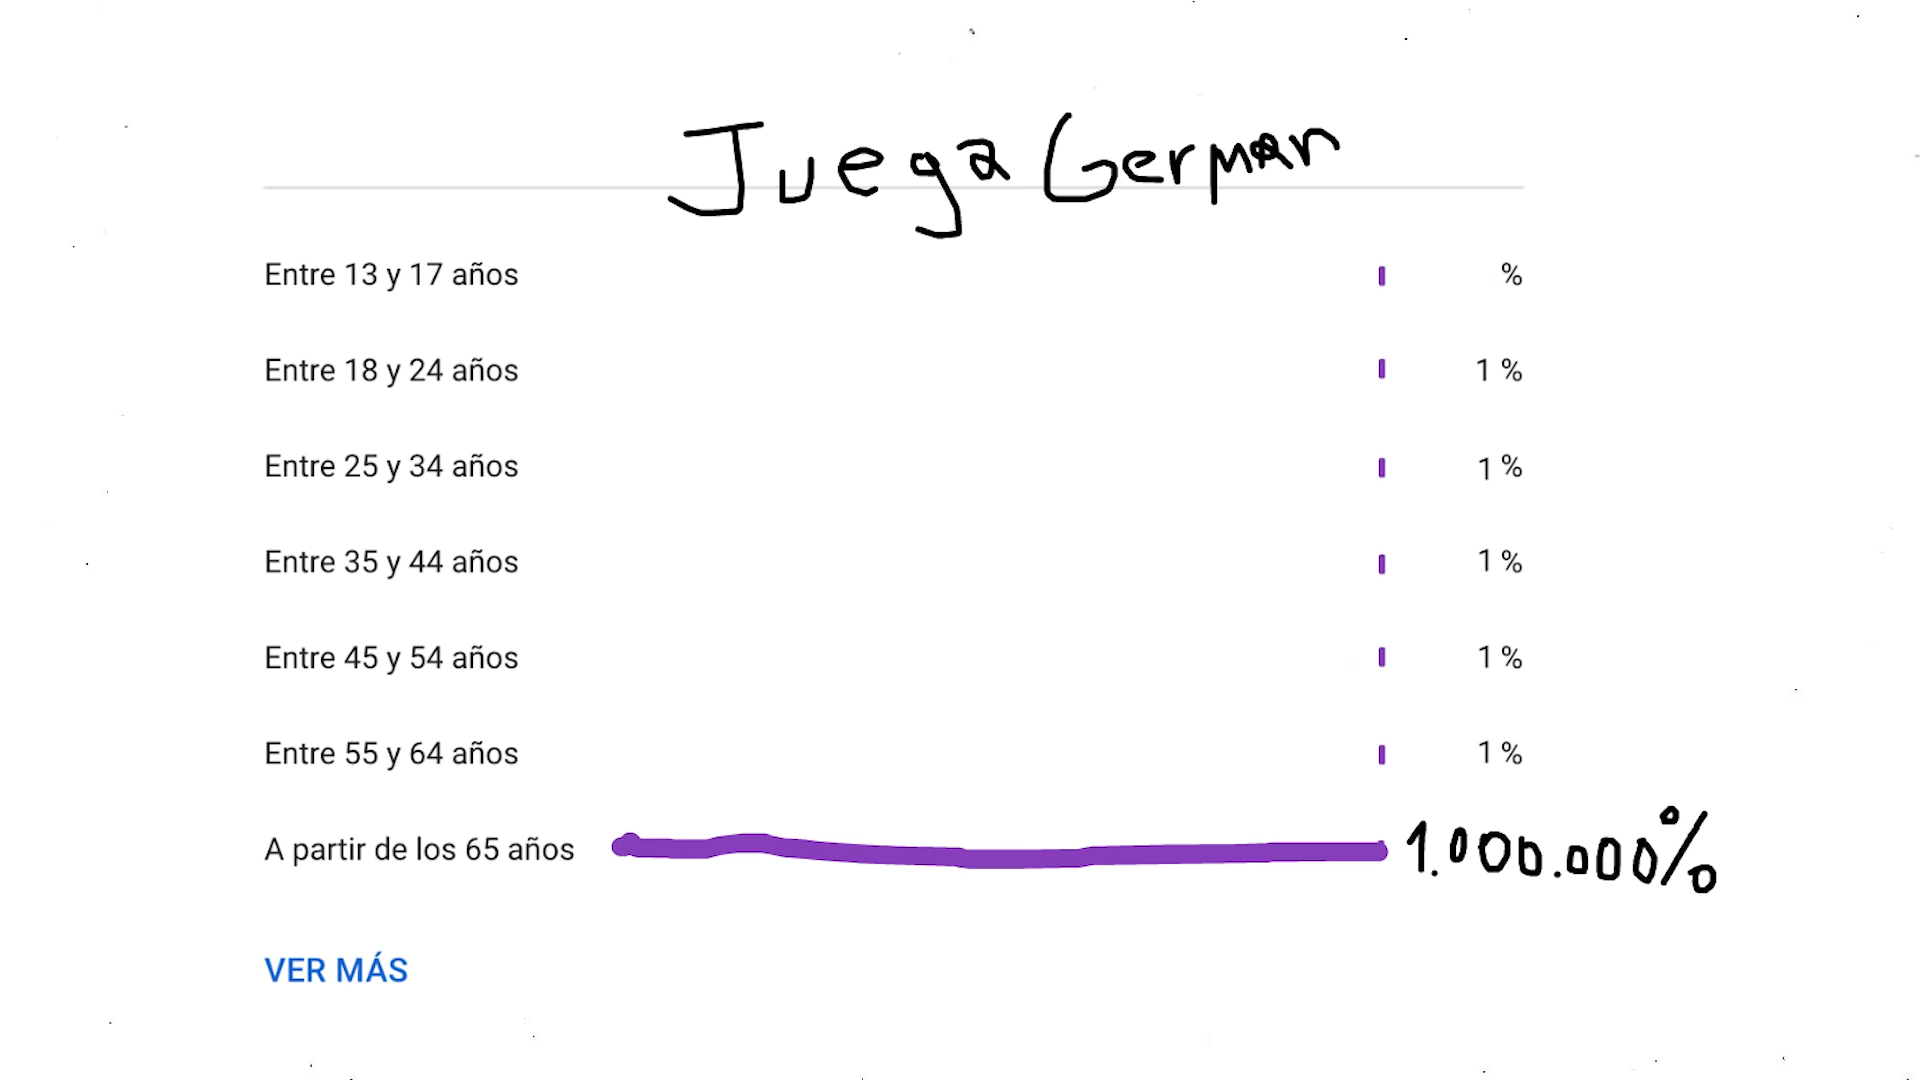 Juega German
Entre 13 y 17 años %
Entre 18 y 24 años 1 %
Entre 25 y 34 años 1 %
Entre 35 y 44 años 1 %
Entre 45 y 54 años 1 %
Entre 55 y 64 años 1 %
A partir de los 65 años 1.000.000%
VER MÁS